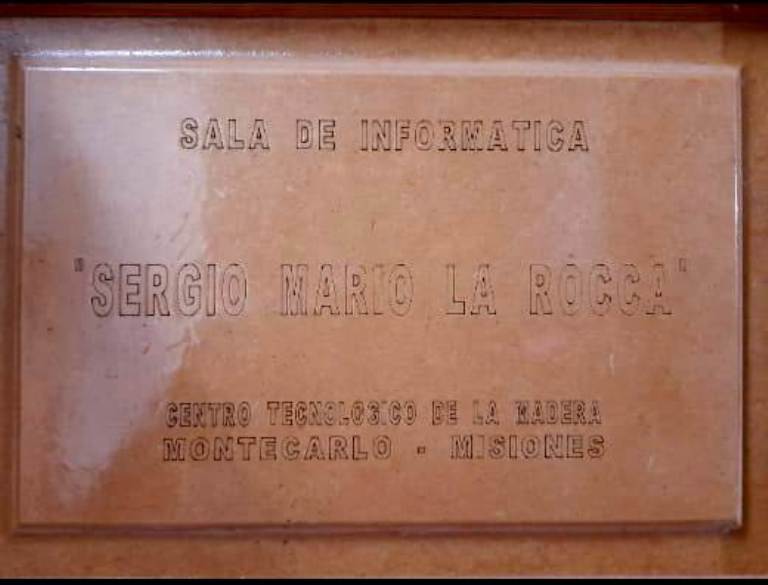 SALA DE INFORMATICA
"SERGIO MARIO LA ROCCA"
CENTRO TECNOLOGICO DE LA MADERA
MONTECARLO - MISIONES